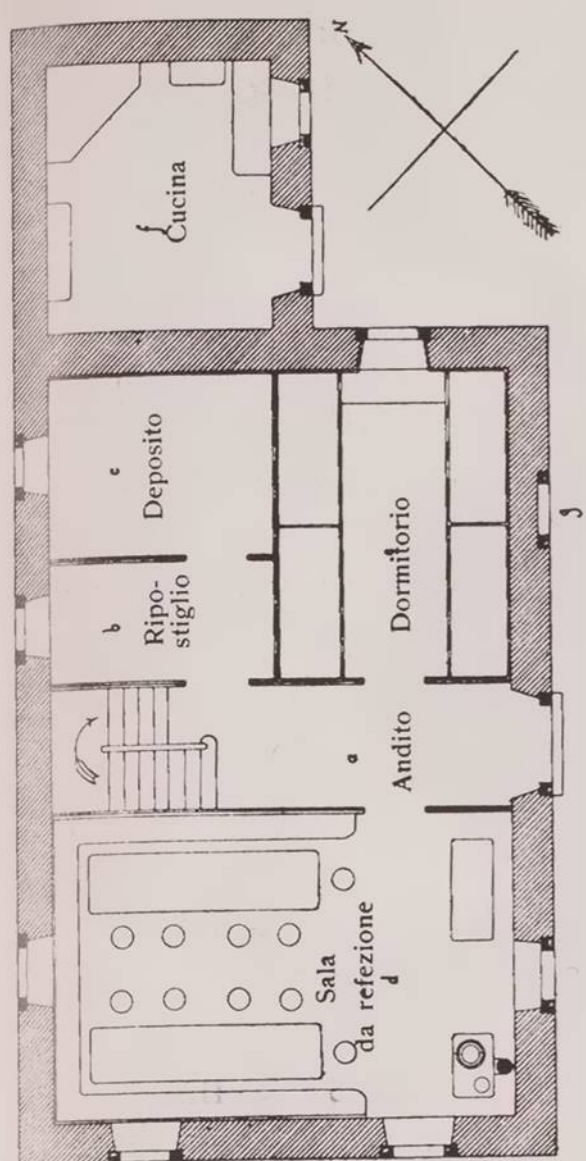 N
f
Cucina
c
Deposito
b
Ripo-
stiglio
Dormitorio
g
a
Andito
Sala
da refezione
d